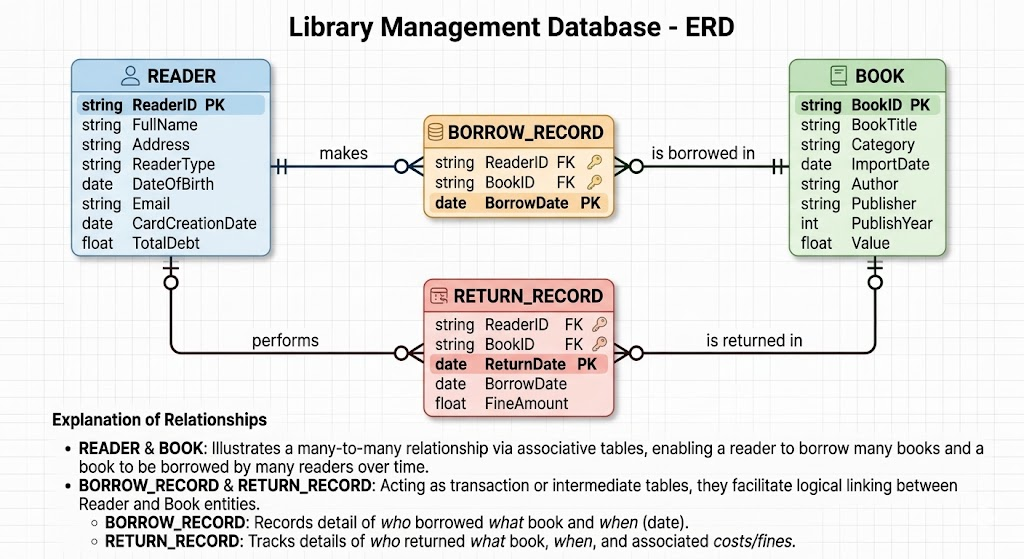 Library Management Database - ERD
READER
string ReaderID PK
string FullName
string Address
string ReaderType
date DateOfBirth
string Email
date CardCreationDate
float TotalDebt
makes
BORROW_RECORD
string ReaderID FK
string BookID FK
date BorrowDate PK
is borrowed in
BOOK
string BookID PK
string BookTitle
string Category
date ImportDate
string Author
string Publisher
int PublishYear
float Value
performs
RETURN_RECORD
string ReaderID FK
string BookID FK
date ReturnDate PK
date BorrowDate
float FineAmount
is returned in
Explanation of Relationships
• READER & BOOK: Illustrates a many-to-many relationship via associative tables, enabling a reader to borrow many books and a
book to be borrowed by many readers over time.
• BORROW_RECORD & RETURN_RECORD: Acting as transaction or intermediate tables, they facilitate logical linking between
Reader and Book entities.
○ BORROW_RECORD: Records detail of who borrowed what book and when (date).
○ RETURN_RECORD: Tracks details of who returned what book, when, and associated costs/fines.